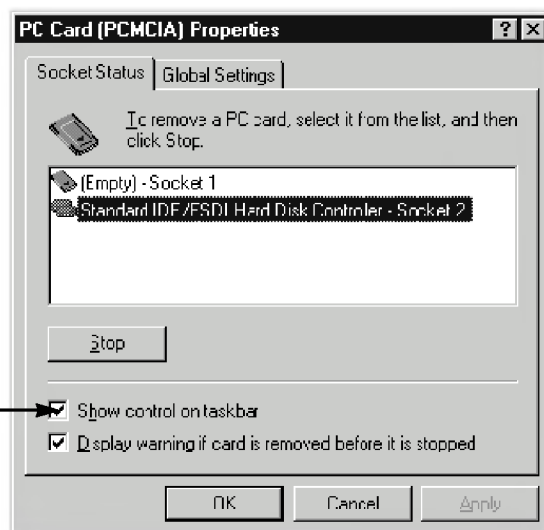 PC Card (PCMCIA) Properties
Socket Status Global Settings
To remove a PC card, select it from the list, and then
click Stop.
(Empty) - Socket 1
Standard IDE/ESDI Hard Disk Controler - Socket 2
Stop
Show control on taskbar
Display warning if card is removed before it is stopped
OK Cancel Apply